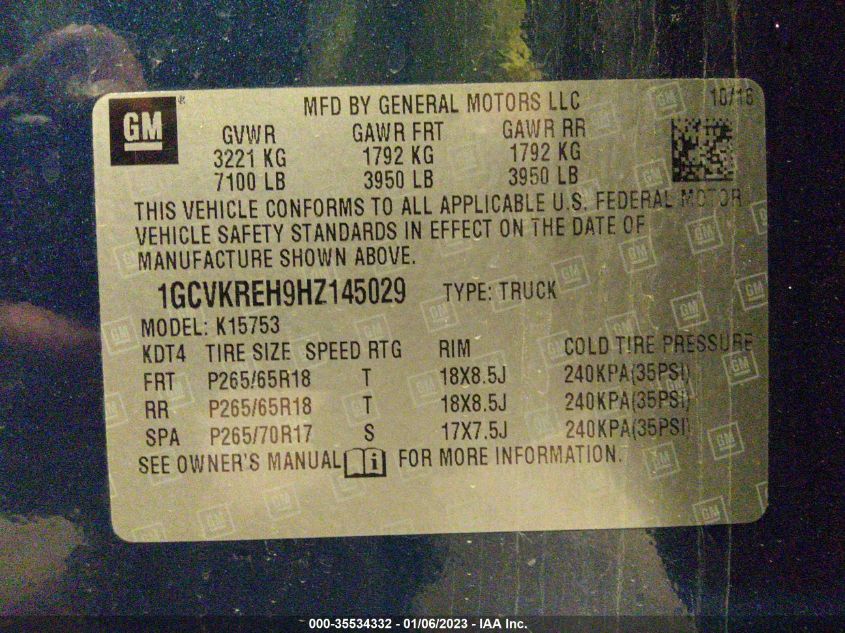 GM ® MFD BY GENERAL MOTORS LLC 10/16
GVWR GAWR FRT GAWR RR
3221 KG 1792 KG 1792 KG
7100 LB 3950 LB 3950 LB
THIS VEHICLE CONFORMS TO ALL APPLICABLE U.S. FEDERAL MOTOR
VEHICLE SAFETY STANDARDS IN EFFECT ON THE DATE OF
MANUFACTURE SHOWN ABOVE.
1GCVKREH9HZ145029 TYPE: TRUCK
MODEL: K15753
KDT4 TIRE SIZE SPEED RTG RIM COLD TIRE PRESSURE
FRT P265/65R18 T 18X8.5J 240KPA(35PSI)
RR P265/65R18 T 18X8.5J 240KPA(35PSI)
SPA P265/70R17 S 17X7.5J 240KPA(35PSI)
SEE OWNER'S MANUAL i FOR MORE INFORMATION.
000-35534332 - 01/06/2023 - IAA Inc.